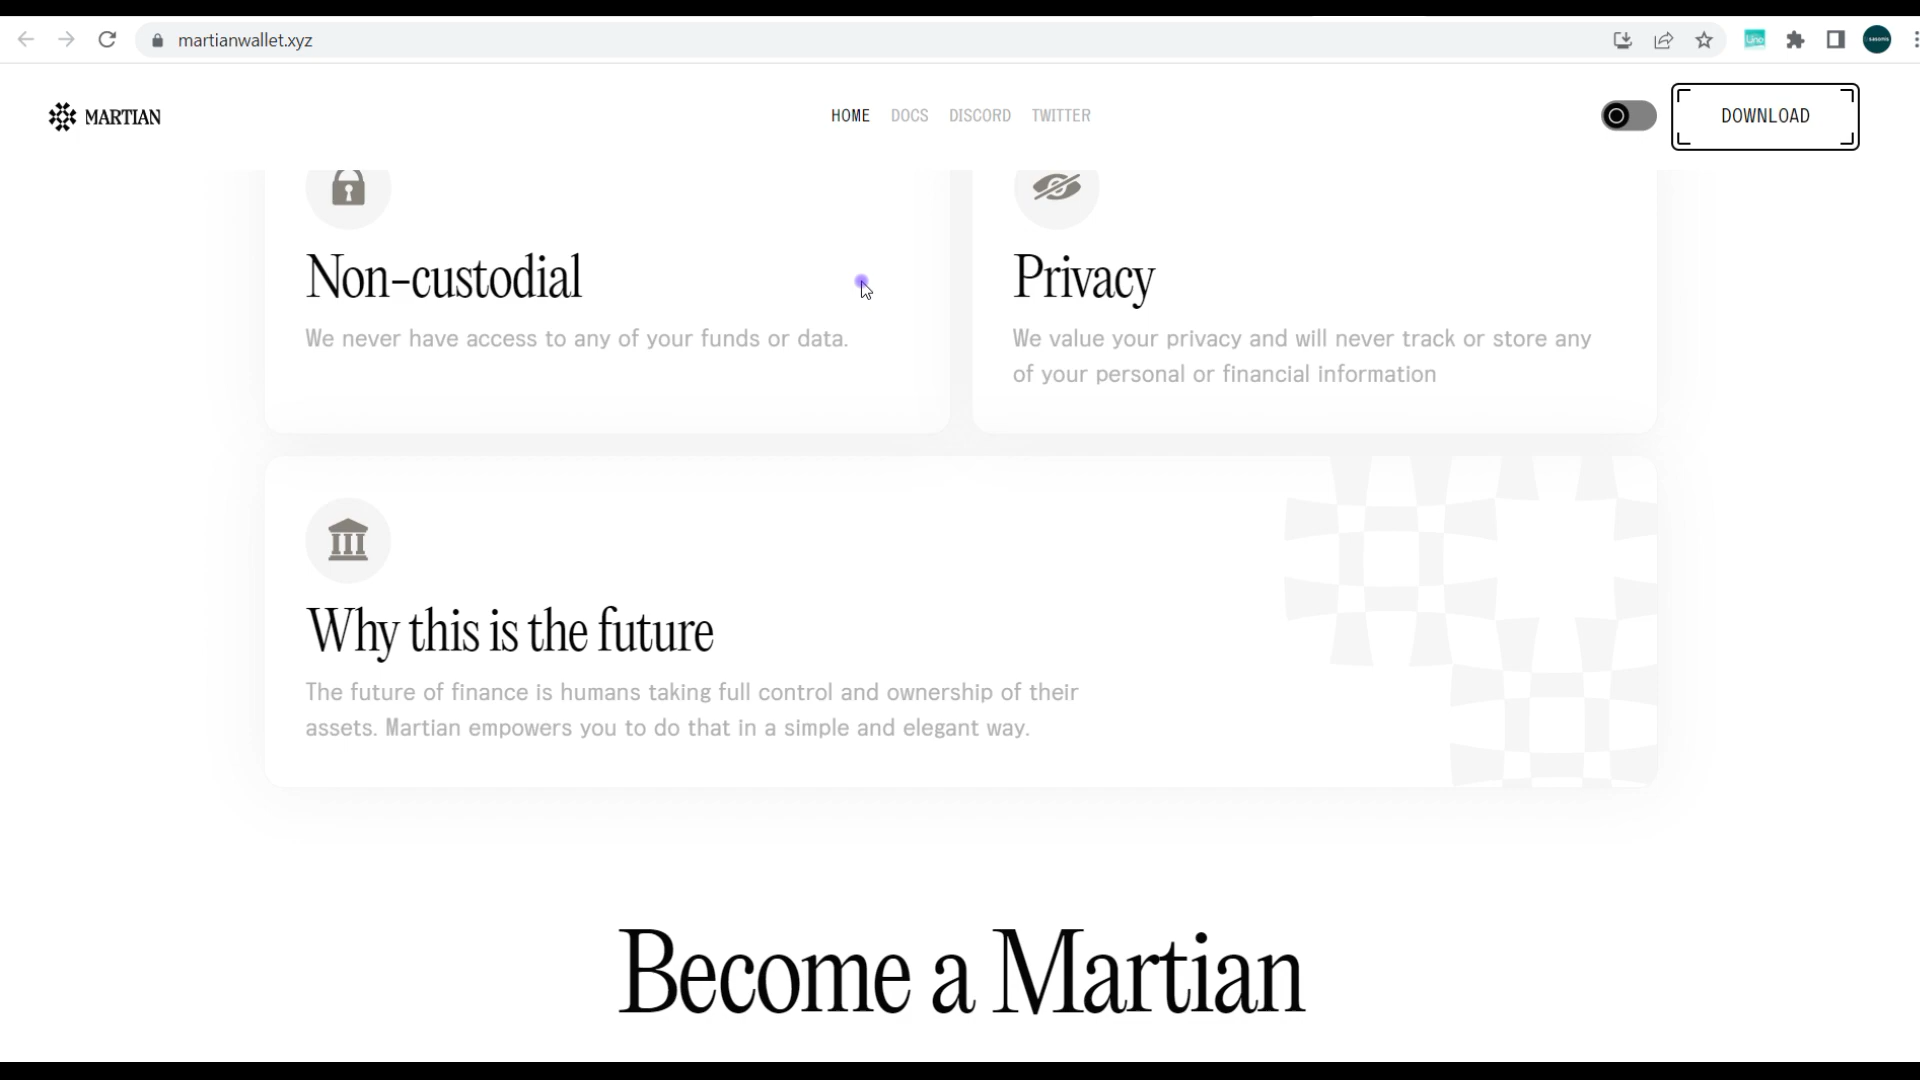 martianwallet.xyz
Uno
MARTIAN
HOME DOCS DISCORD TWITTER
DOWNLOAD
Non-custodial
We never have access to any of your funds or data.
Privacy
We value your privacy and will never track or store any
of your personal or financial information
Why this is the future
The future of finance is humans taking full control and ownership of their
assets. Martian empowers you to do that in a simple and elegant way.
Become a Martian